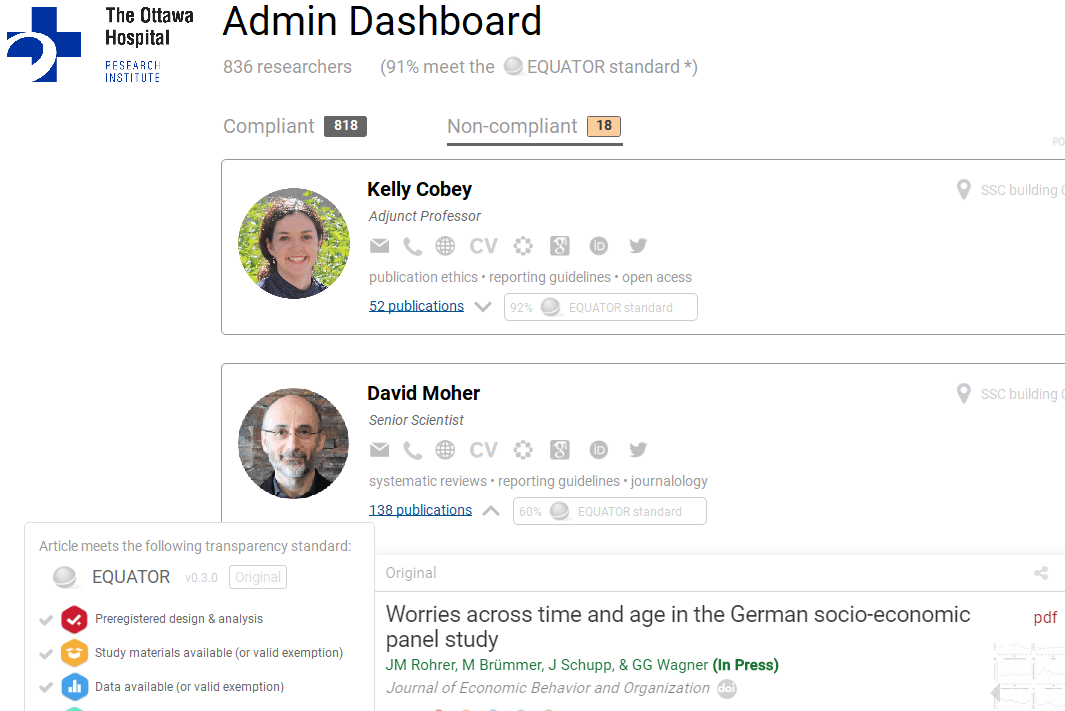 The Ottawa
Hospital
RESEARCH
INSTITUTE
Admin Dashboard
836 researchers (91% meet the EQUATOR standard *)
Compliant 818 Non-compliant 18
PO
Kelly Cobey
SSC building 0
Adjunct Professor
CV
publication ethics • reporting guidelines • open acess
52 publications 92% EQUATOR standard
David Moher
SSC building 0
Senior Scientist
CV
systematic reviews • reporting guidelines • journalology
138 publications 60% EQUATOR standard
Article meets the following transparency standard:
EQUATOR v0.3.0 Original
Preregistered design & analysis
Study materials available (or valid exemption)
Data available (or valid exemption)
Original
Worries across time and age in the German socio-economic
panel study
pdf
JM Rohrer, M Brümmer, J Schupp, & GG Wagner (In Press)
Journal of Economic Behavior and Organization doi